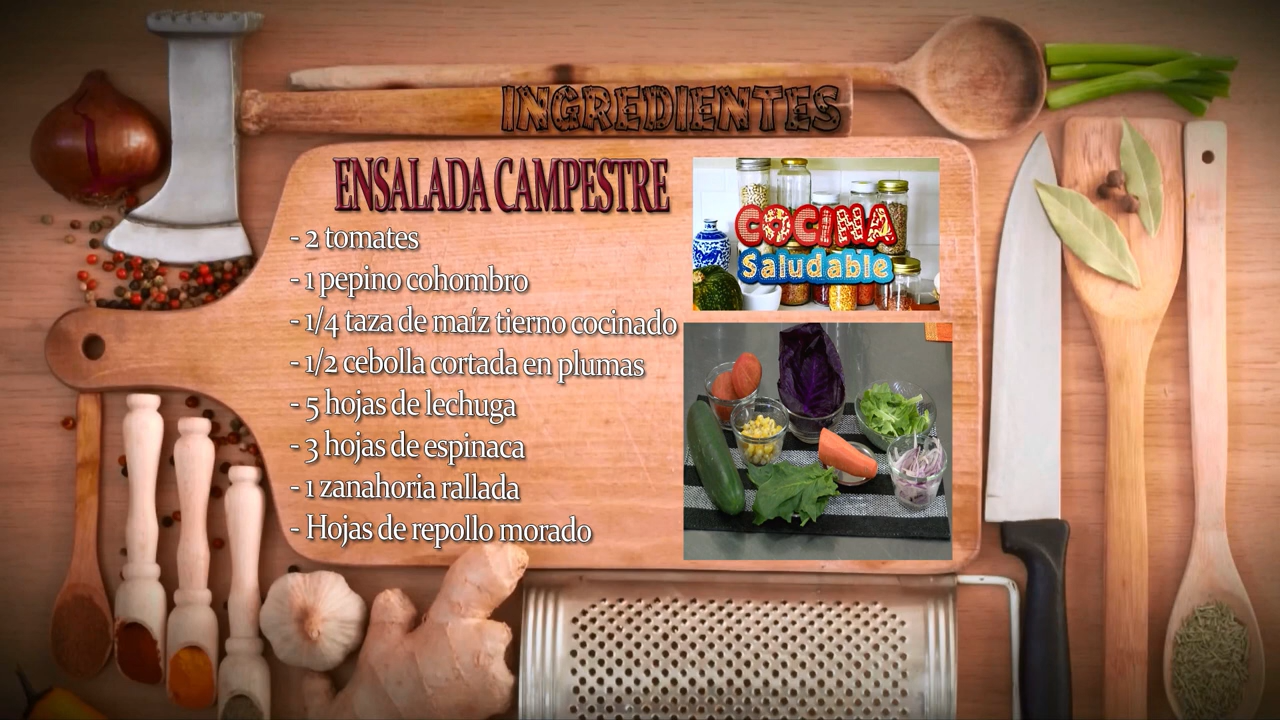 INGREDIENTES
ENSALADA CAMPESTRE
- 2 tomates
- 1 pepino cohombro
- 1/4 taza de maíz tierno cocinado
- 1/2 cebolla cortada en plumas
- 5 hojas de lechuga
- 3 hojas de espinaca
- 1 zanahoria rallada
- Hojas de repollo morado
COCINA
Saludable